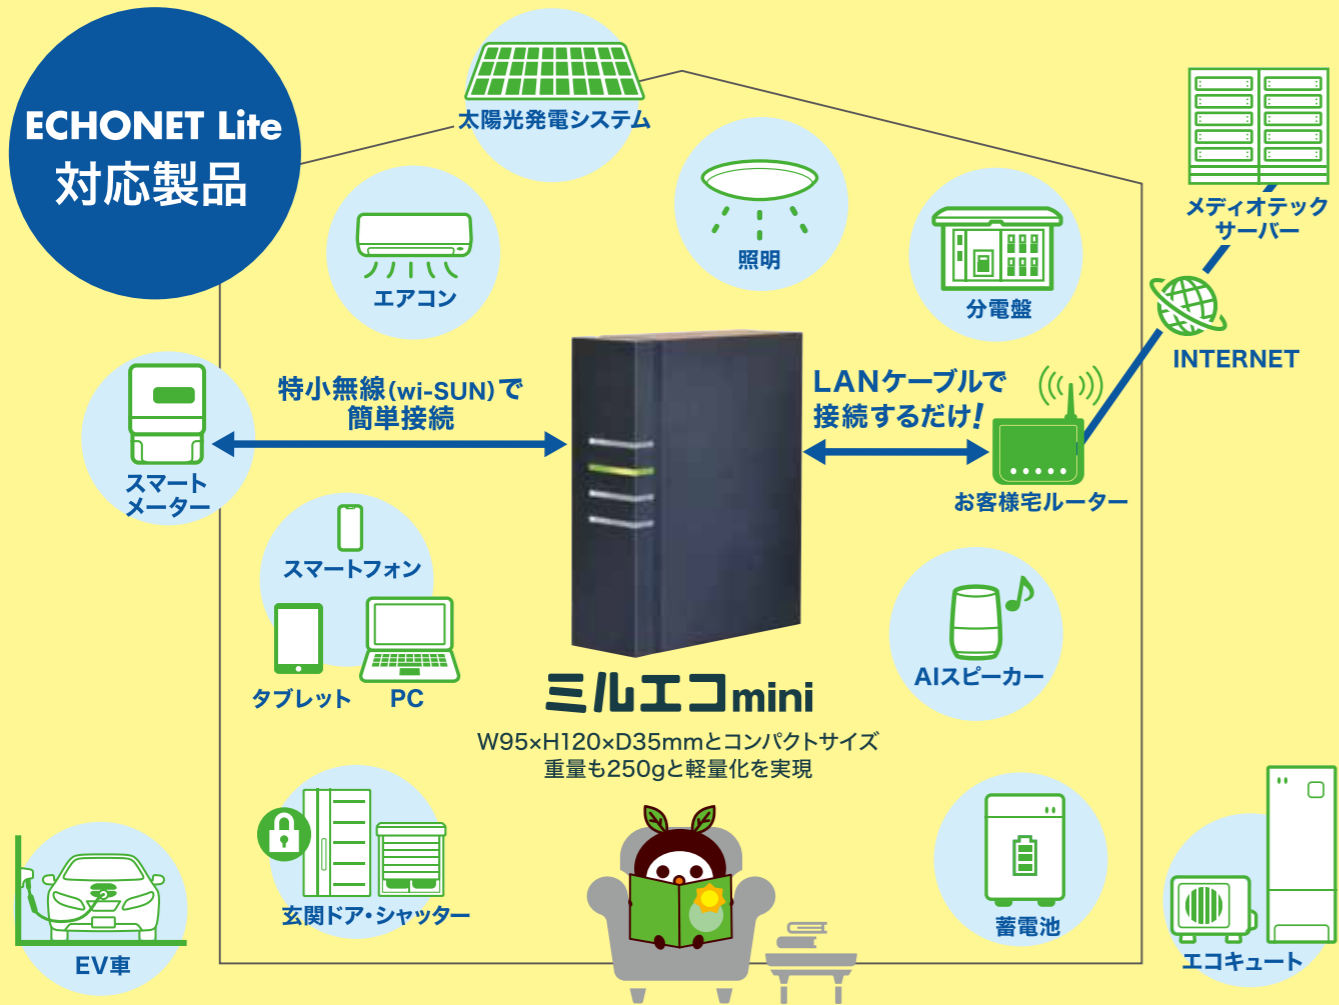 ECHONET Lite
対応製品
太陽光発電システム
照明
エアコン
分電盤
メディオテック
サーバー
INTERNET
特小無線(wi-SUN)で
簡単接続
LANケーブルで
接続するだけ!
お客様宅ルーター
スマート
メーター
スマートフォン
タブレット
PC
AIスピーカー
ミルエコmini
W95×H120×D35mmとコンパクトサイズ
重量も250gと軽量化を実現
玄関ドア・シャッター
蓄電池
EV車
エコキュート